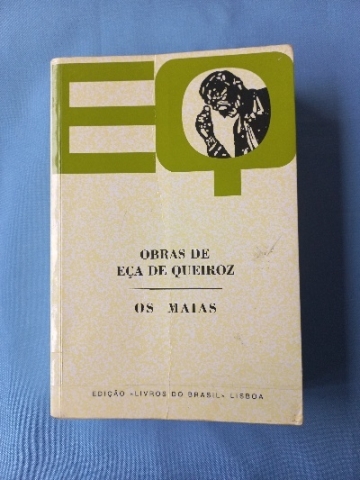 EQ
OBRAS DE
EÇA DE QUEIROZ
OS MAIAS
EDIÇÃO «LIVROS DO BRASIL» LISBOA